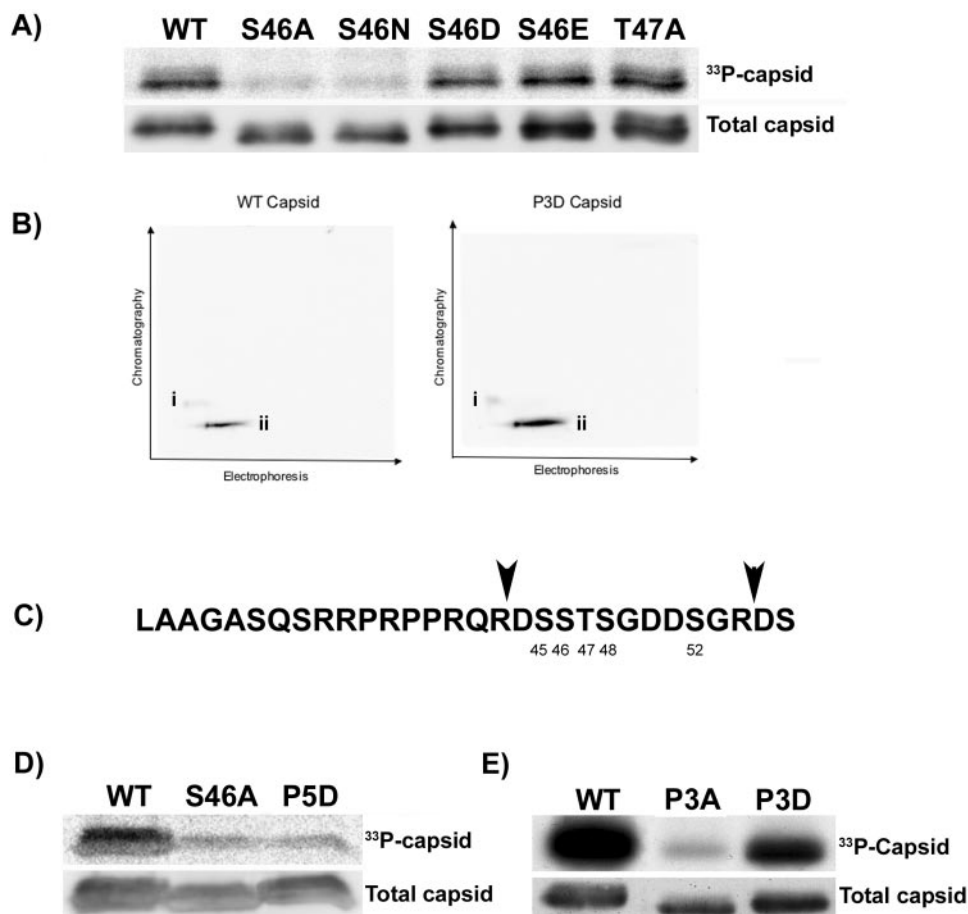 A)
WT S46A S46N S46D S46E T47A
³³P-capsid
Total capsid
B)
WT Capsid P3D Capsid
Chromatography
i
ii
Electrophoresis
Chromatography
i
ii
Electrophoresis
C)
LAAGASQSRRPRPPRQRDSSTSGDDSGRDS
45 46 47 48 52
D)
WT S46A P5D
³³P-capsid
Total capsid
E)
WT P3A P3D
³³P-Capsid
Total capsid